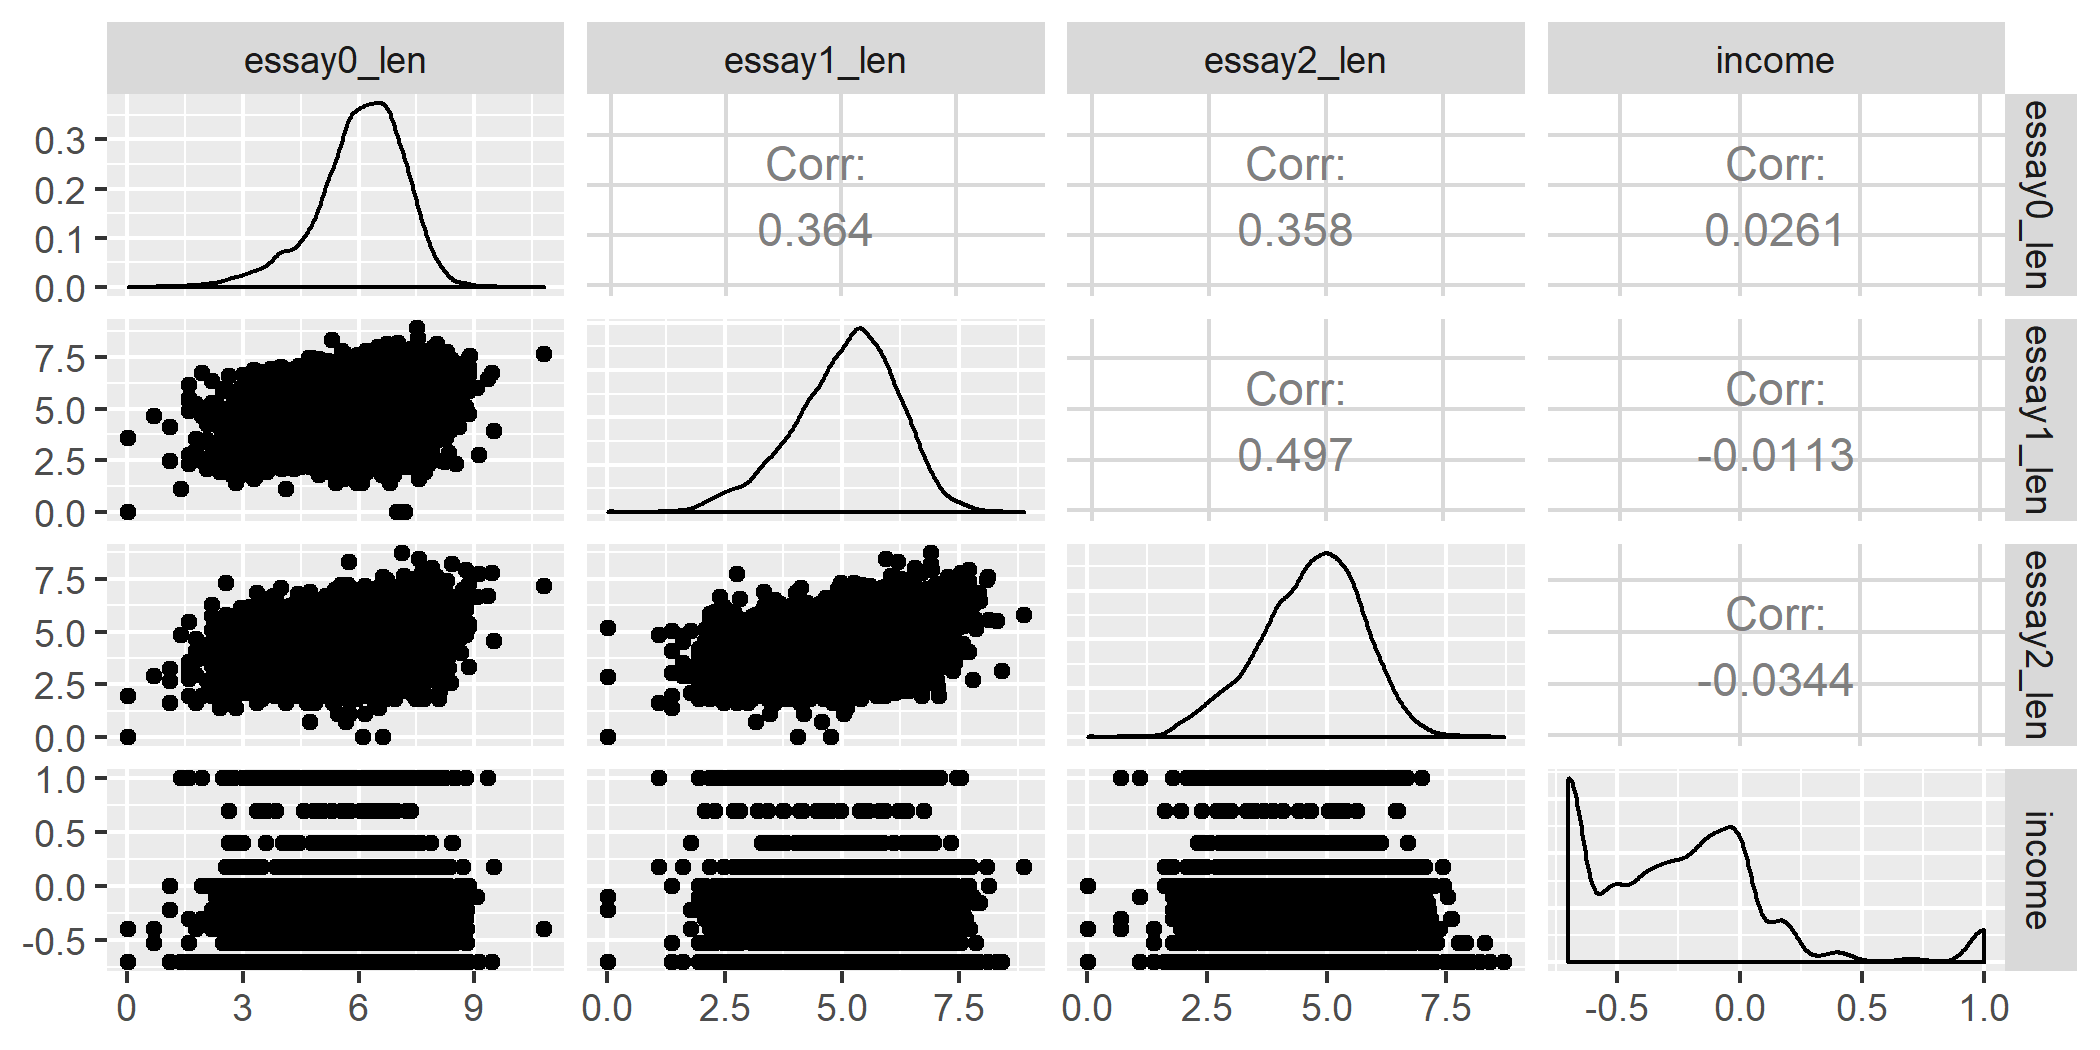 essay0_len essay1_len essay2_len income
0.3
0.2
0.1
0.0
Corr:
0.364
Corr:
0.358
Corr:
0.0261
essay0_len
7.5
5.0
2.5
0.0
Corr:
0.497
Corr:
-0.0113
essay1_len
7.5
5.0
2.5
0.0
Corr:
-0.0344
essay2_len
1.0
0.5
0.0
-0.5
income
0 3 6 9 0.0 2.5 5.0 7.5 0.0 2.5 5.0 7.5 -0.5 0.0 0.5 1.0